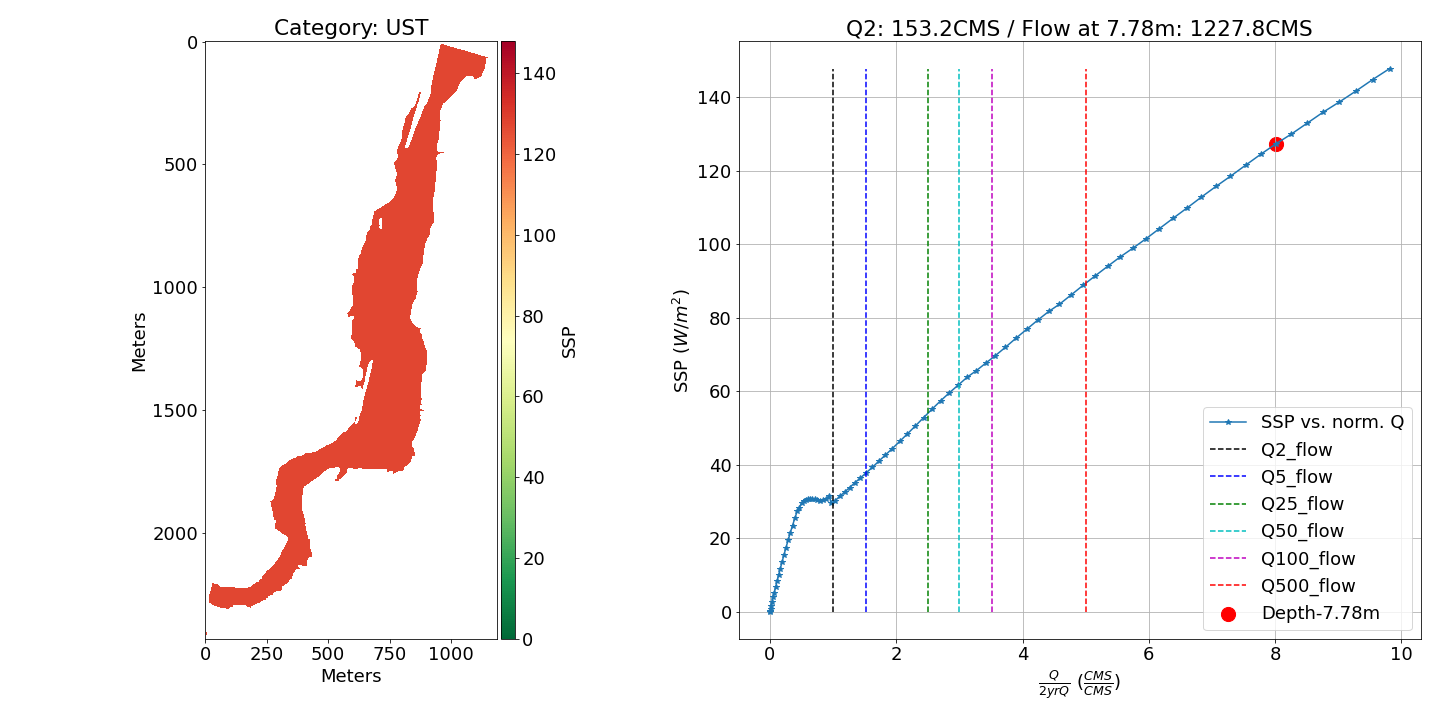 Category: UST
Q2: 153.2CMS / Flow at 7.78m: 1227.8CMS
0
500
1000
1500
2000
Meters
0
250
500
750
1000
Meters
140
120
100
80
60
40
20
0
SSP
140
120
100
80
60
40
20
0
SSP (W/m²)
0
2
4
6
8
10
Q/2yrQ (CMS/CMS)
SSP vs. norm. Q
Q2_flow
Q5_flow
Q25_flow
Q50_flow
Q100_flow
Q500_flow
Depth-7.78m